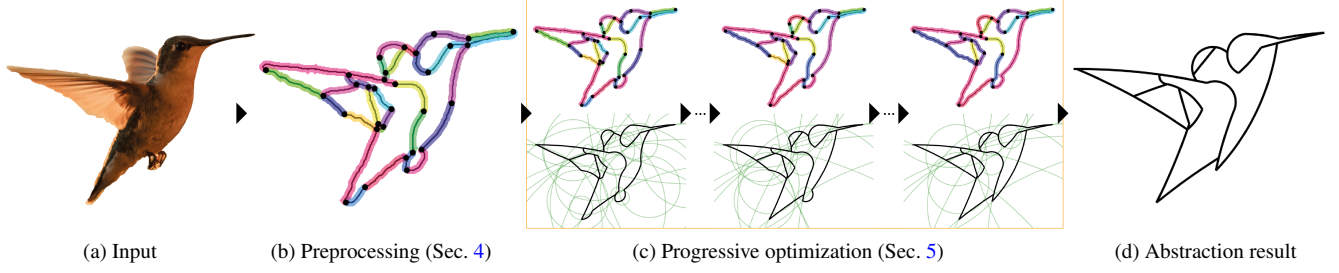 ... ...
(a) Input (b) Preprocessing (Sec. 4) (c) Progressive optimization (Sec. 5) (d) Abstraction result